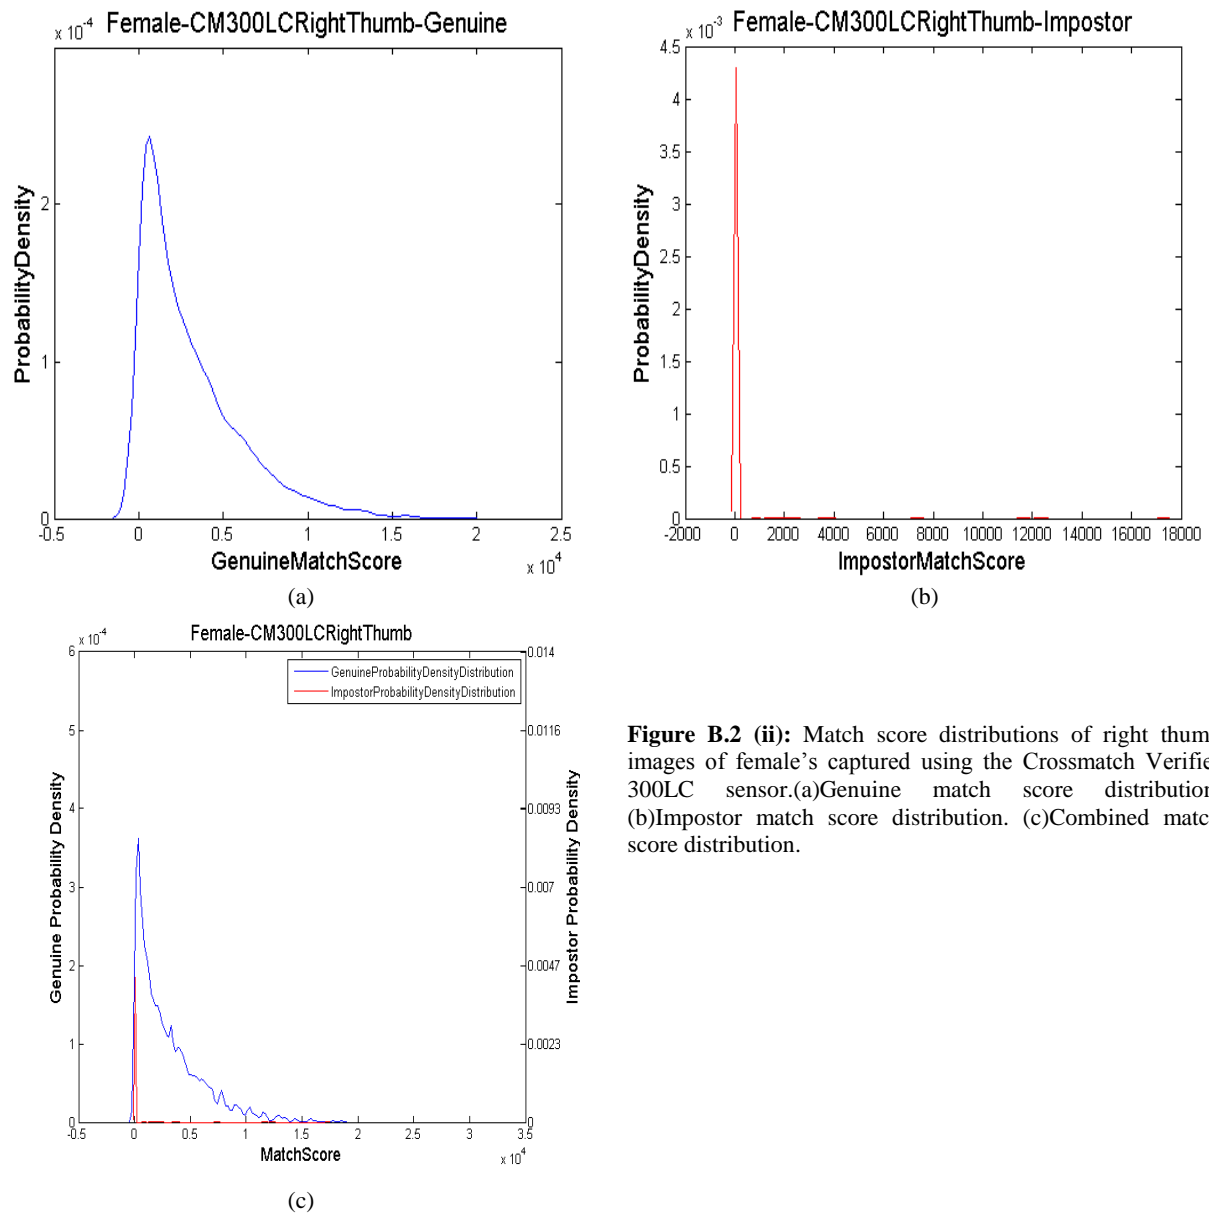 Female-CM300LCRightThumb-Genuine
x 10^-4
2
1
0
ProbabilityDensity
-0.5 0 0.5 1 1.5 2 2.5
x 10^4
GenuineMatchScore
(a)
Female-CM300LCRightThumb-Impostor
x 10^-3
4.5
4
3.5
3
2.5
2
1.5
1
0.5
0
ProbabilityDensity
-2000 0 2000 4000 6000 8000 10000 12000 14000 16000 18000
ImpostorMatchScore
(b)
Female-CM300LCRightThumb
x 10^-4
GenuineProbabilityDensityDistribution
ImpostorProbabilityDensityDistribution
6
5
4
3
2
1
0
Genuine Probability Density
0.014
0.0116
0.0093
0.007
0.0047
0.0023
0
Impostor Probability Density
-0.5 0 0.5 1 1.5 2 2.5 3 3.5
x 10^4
MatchScore
(c)
Figure B.2 (ii): Match score distributions of right thum
images of female's captured using the Crossmatch Verifie
300LC sensor.(a)Genuine match score distribution
(b)Impostor match score distribution. (c)Combined matc
score distribution.